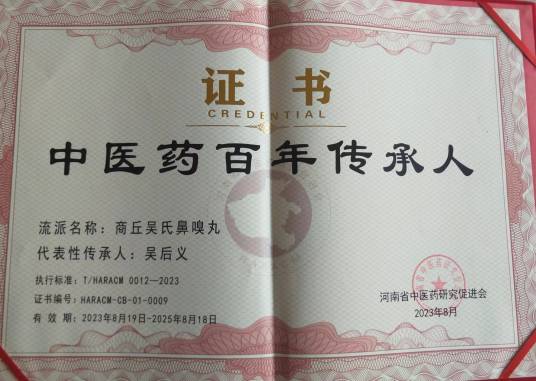 证书
CREDENTIAL
中医药百年传承人
流派名称：商丘吴氏鼻嗅丸
代表性传承人：吴后义
执行标准：T/HARACM 0012—2023
证书编号：HARACM-CB-01-0009
有 效 期：2023年8月19日-2025年8月18日
河南省中医药研究促进会
2023年8月